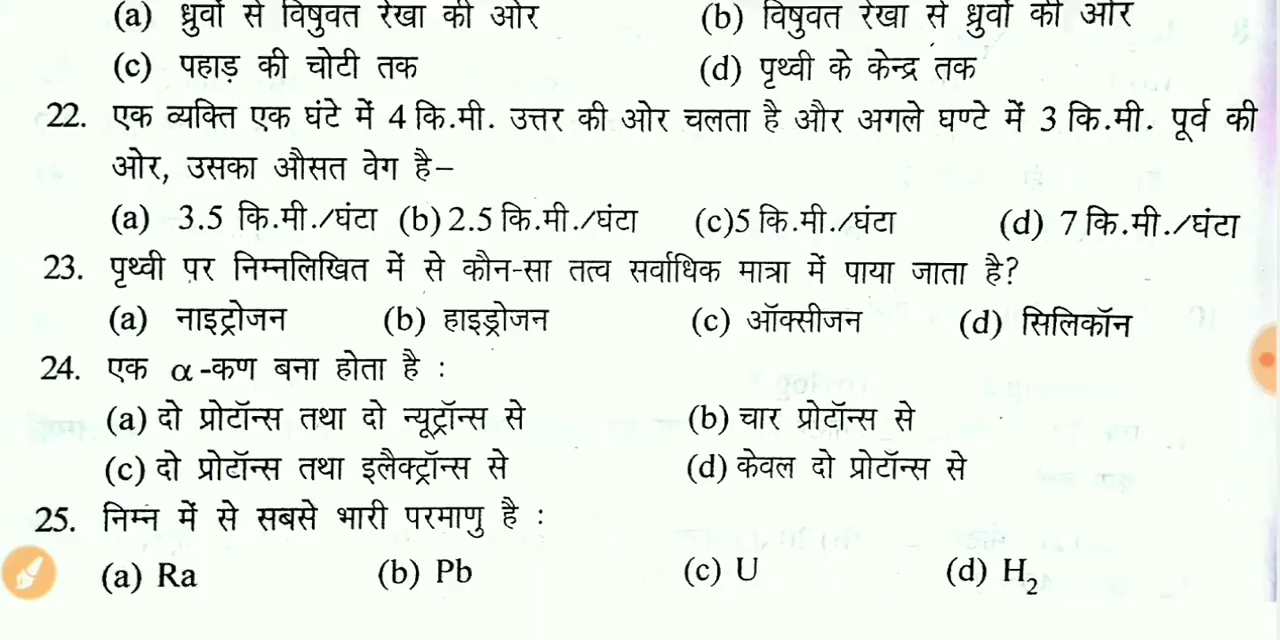 (a) ध्रुवों से विषुवत रेखा की ओर (b) विषुवत रेखा से ध्रुवों की ओर
(c) पहाड़ की चोटी तक (d) पृथ्वी के केन्द्र तक
22. एक व्यक्ति एक घंटे में 4 कि.मी. उत्तर की ओर चलता है और अगले घण्टे में 3 कि.मी. पूर्व की
ओर, उसका औसत वेग है–
(a) 3.5 कि.मी./घंटा (b) 2.5 कि.मी./घंटा (c)5 कि.मी./घंटा (d) 7 कि.मी./घंटा
23. पृथ्वी पर निम्नलिखित में से कौन-सा तत्व सर्वाधिक मात्रा में पाया जाता है?
(a) नाइट्रोजन (b) हाइड्रोजन (c) ऑक्सीजन (d) सिलिकॉन
24. एक α-कण बना होता है :
(a) दो प्रोटॉन्स तथा दो न्यूट्रॉन्स से (b) चार प्रोटॉन्स से
(c) दो प्रोटॉन्स तथा इलैक्ट्रॉन्स से (d) केवल दो प्रोटॉन्स से
25. निम्न में से सबसे भारी परमाणु है :
(a) Ra (b) Pb (c) U (d) H₂